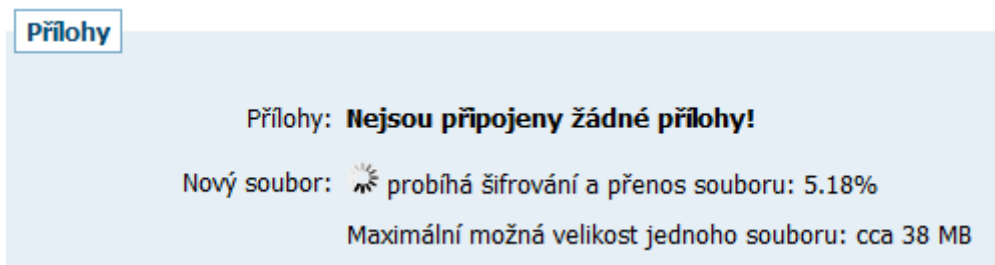 Přílohy
Přílohy: Nejsou připojeny žádné přílohy!
Nový soubor: probíhá šifrování a přenos souboru: 5.18%
Maximální možná velikost jednoho souboru: cca 38 MB